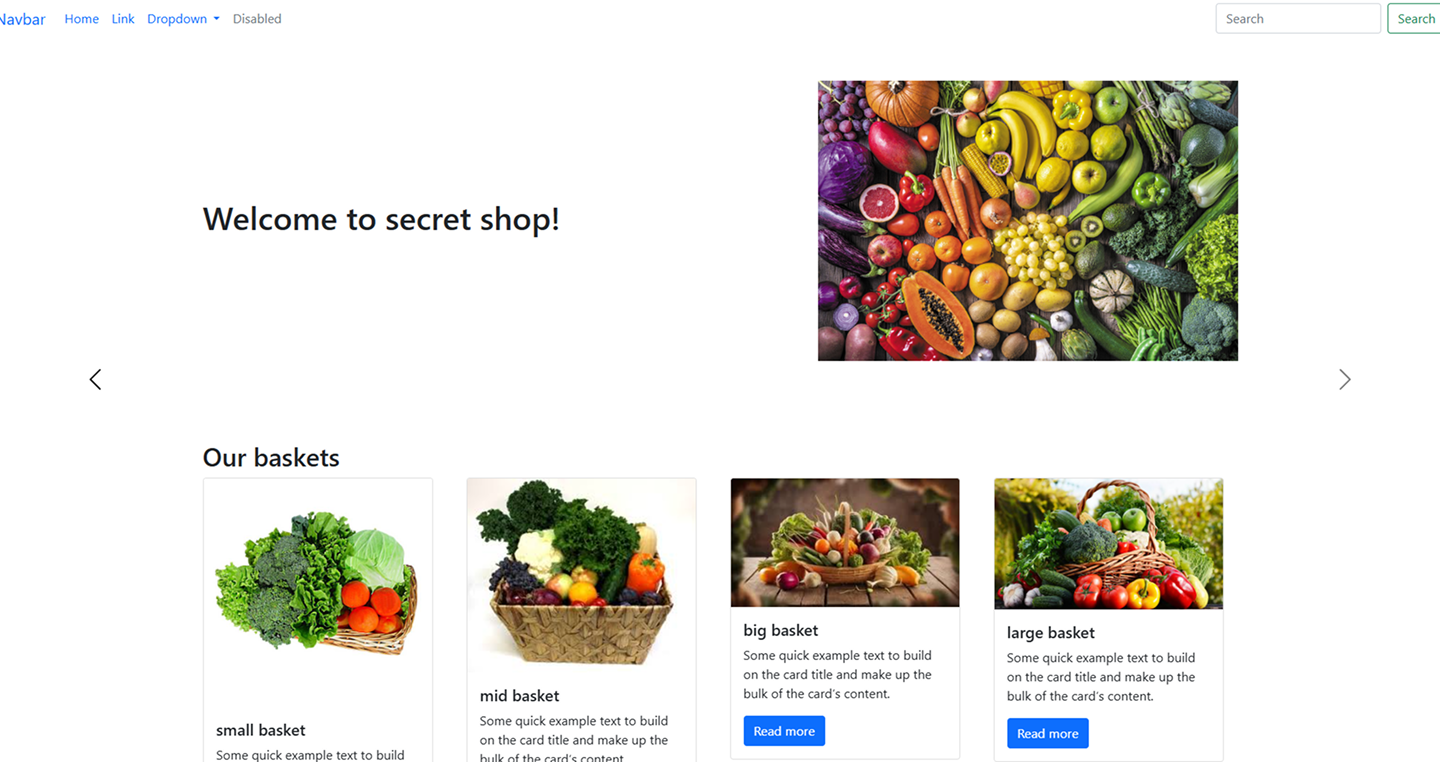 Navbar Home Link Dropdown Disabled Search Search
Welcome to secret shop!
Our baskets
small basket
Some quick example text to build
mid basket
Some quick example text to build
on the card title and make up the
bulk of the card's content.
big basket
Some quick example text to build
on the card title and make up the
bulk of the card's content.
Read more
large basket
Some quick example text to build
on the card title and make up the
bulk of the card's content.
Read more